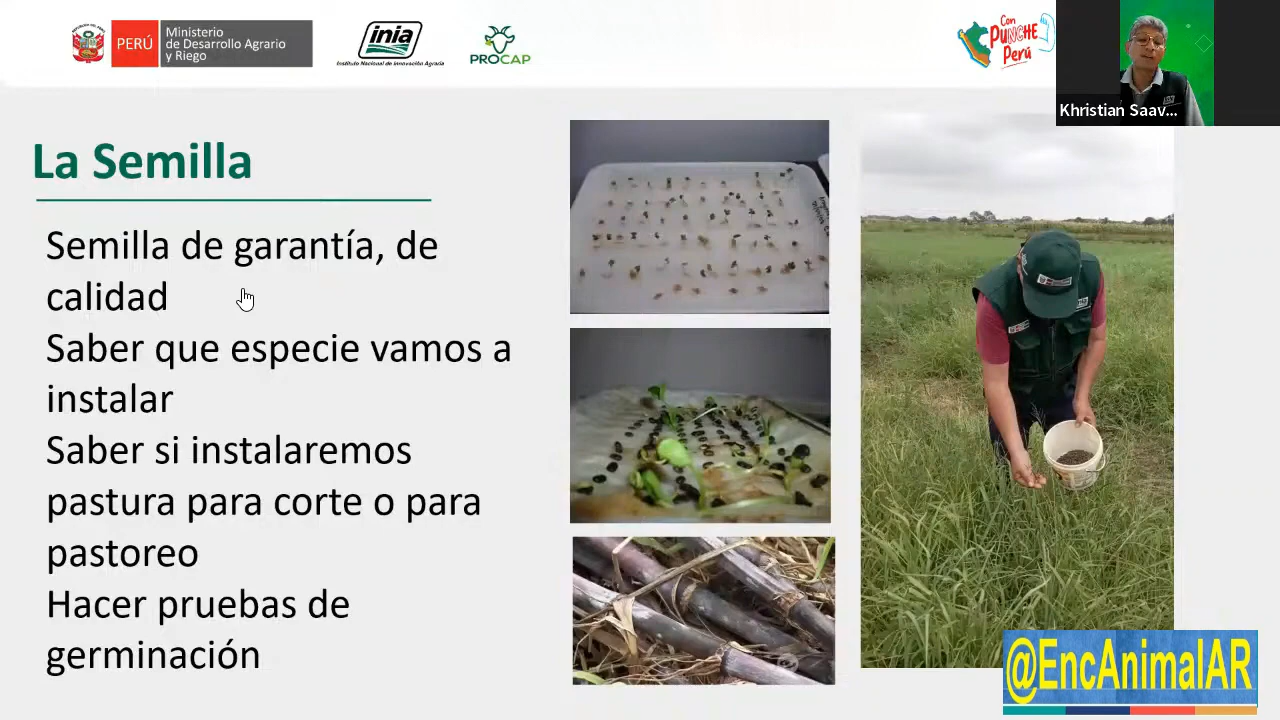 PERÚ
Ministerio
de Desarrollo Agrario
y Riego
inia
Instituto Nacional de Innovación Agraria
PROCAP
Con
PUNCHE
Perú
Khristian Saav...
La Semilla
Semilla de garantía, de
calidad
Saber que especie vamos a
instalar
Saber si instalaremos
pastura para corte o para
pastoreo
Hacer pruebas de
germinación
@EncAnimalAR